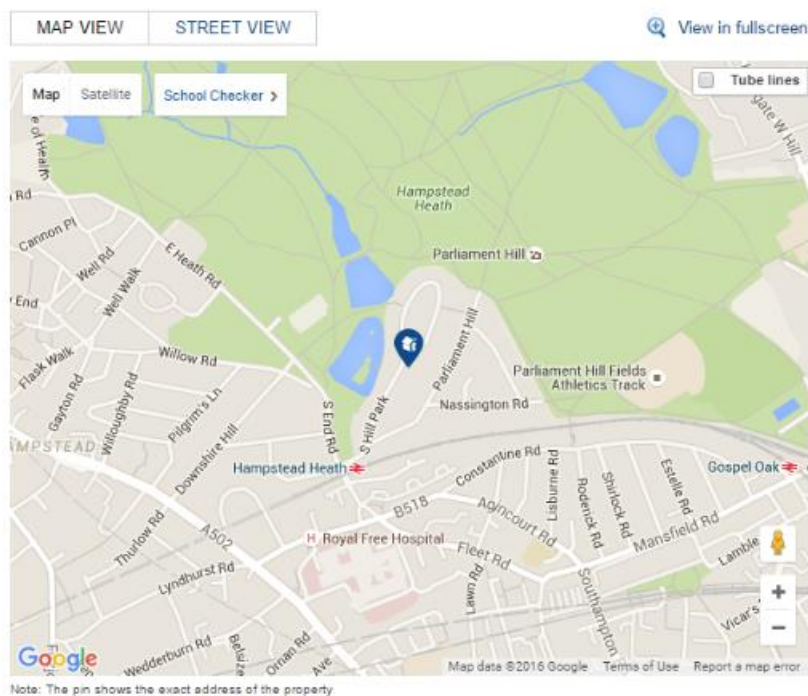 MAP VIEW
STREET VIEW
View in fullscreen
Map
Satellite
School Checker >
Tube lines
e of Health
gate W Hill
Rd
Hampstead
Heath
Cannon Pl
Well Rd
E Heath Rd
Parliament Hill
Well Walk
End
Willow Rd
Parliament Hill
Flask Walk
Gayton Rd
Willoughby Rd
Pilgrim's Ln
Parliament Hill Fields
Athletics Track
S End Rd
S Hill Park
Nassington Rd
AMPSTEAD
Downshire Hill
Hampstead Heath
Constantine Rd
Lisburne Rd
Roderick Rd
Shirlock Rd
Estelle Rd
Gospel Oak
B518
Agincourt Rd
Mansfield Rd
Thurlow Rd
A502
H Royal Free Hospital
Fleet Rd
Lamble
Lyndhurst Rd
Lawn Rd
Southampton
Vicar's
+
−
Google
Wedderburn Rd
Belsize
Ornan Rd
Ave
Map data ©2016 Google
Terms of Use
Report a map error
Note: The pin shows the exact address of the property